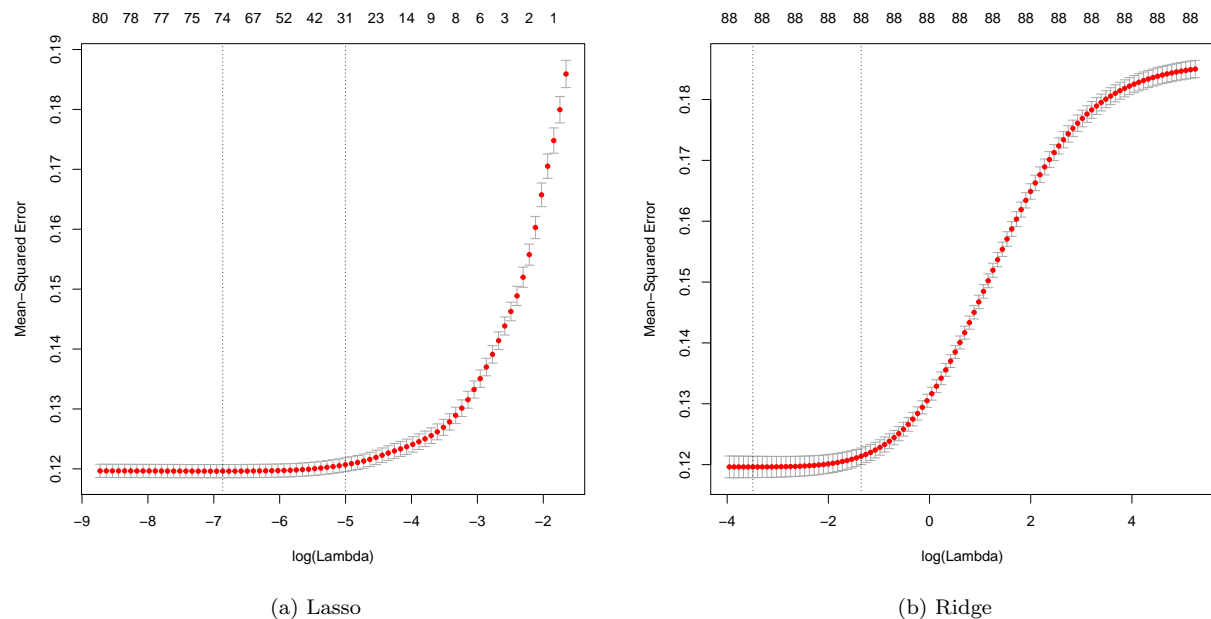 80 78 77 75 74 67 52 42 31 23 14 9 8 6 3 2 1
0.19
0.18
0.17
0.16
0.15
0.14
0.13
0.12
Mean−Squared Error
−9 −8 −7 −6 −5 −4 −3 −2
log(Lambda)
(a) Lasso
88 88 88 88 88 88 88 88 88 88 88 88 88
0.18
0.17
0.16
0.15
0.14
0.13
0.12
Mean−Squared Error
−4 −2 0 2 4
log(Lambda)
(b) Ridge